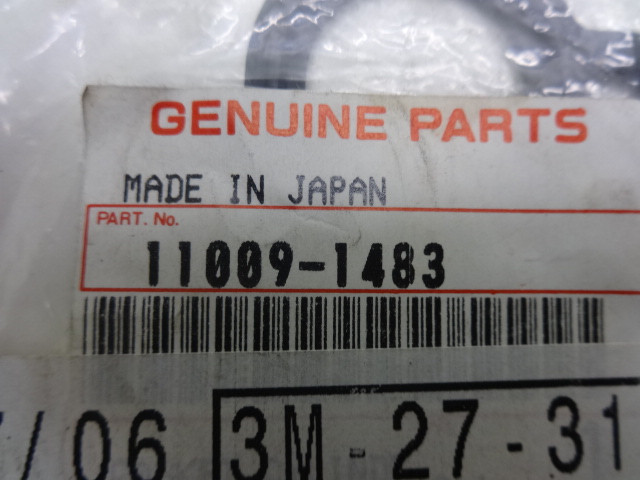 GENUINE PARTS
MADE IN JAPAN
PART. No.
11009-1483
/06 3M-27-31